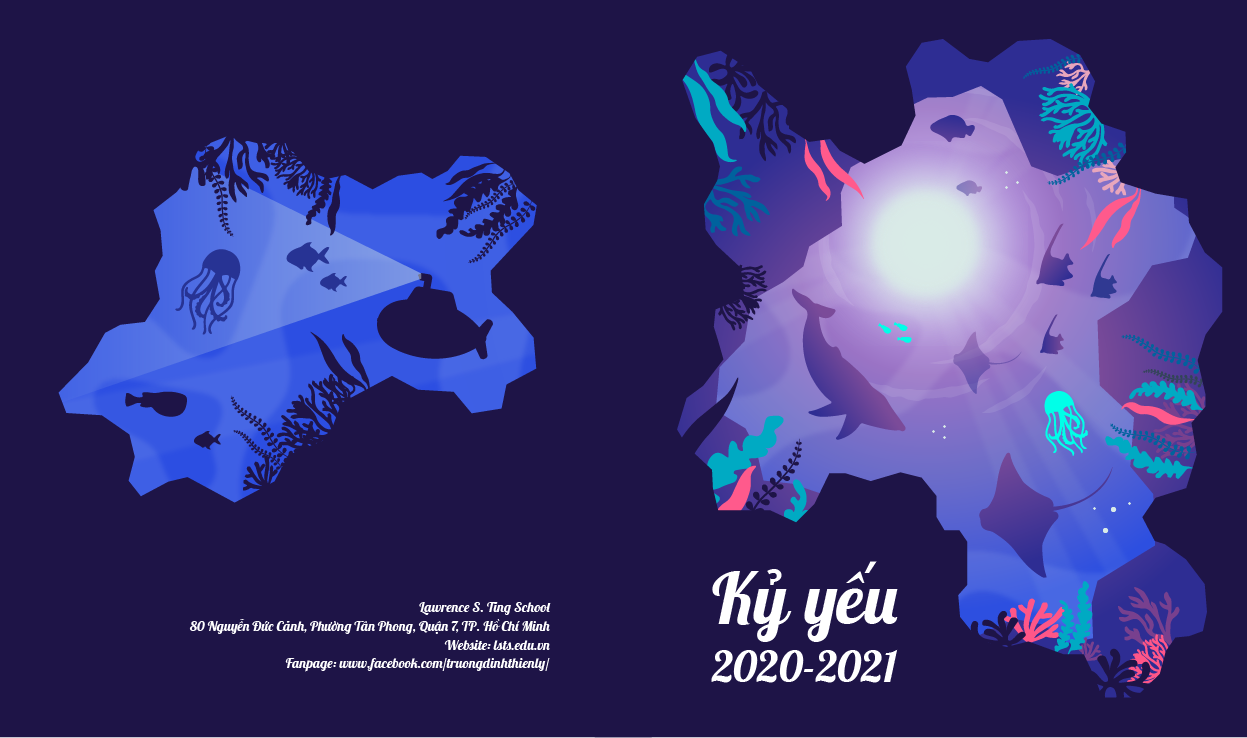 Lawrence S. Ting School
80 Nguyễn Đức Cảnh, Phường Tân Phong, Quận 7, TP. Hồ Chí Minh
Website: lsts.edu.vn
Fanpage: www.facebook.com/truongdinhthienly/
Kỷ yếu
2020-2021